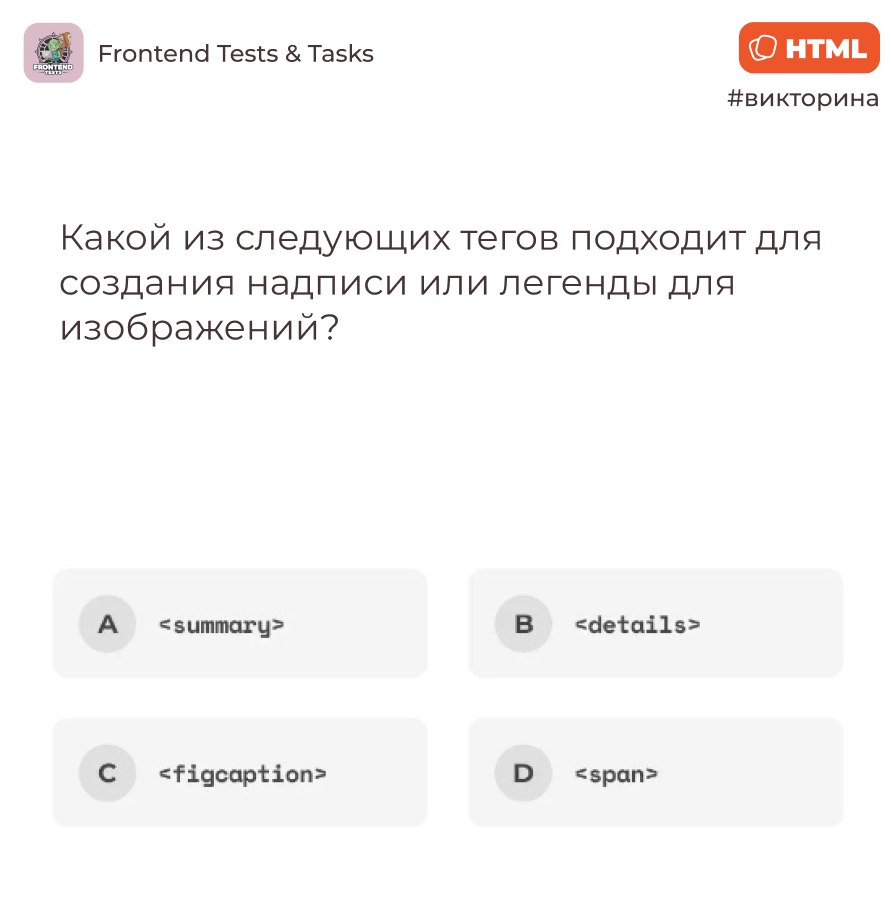 FRONTEND
TESTS
Frontend Tests & Tasks
HTML
#викторина
Какой из следующих тегов подходит для
создания надписи или легенды для
изображений?
A <summary>
B <details>
C <figcaption>
D <span>